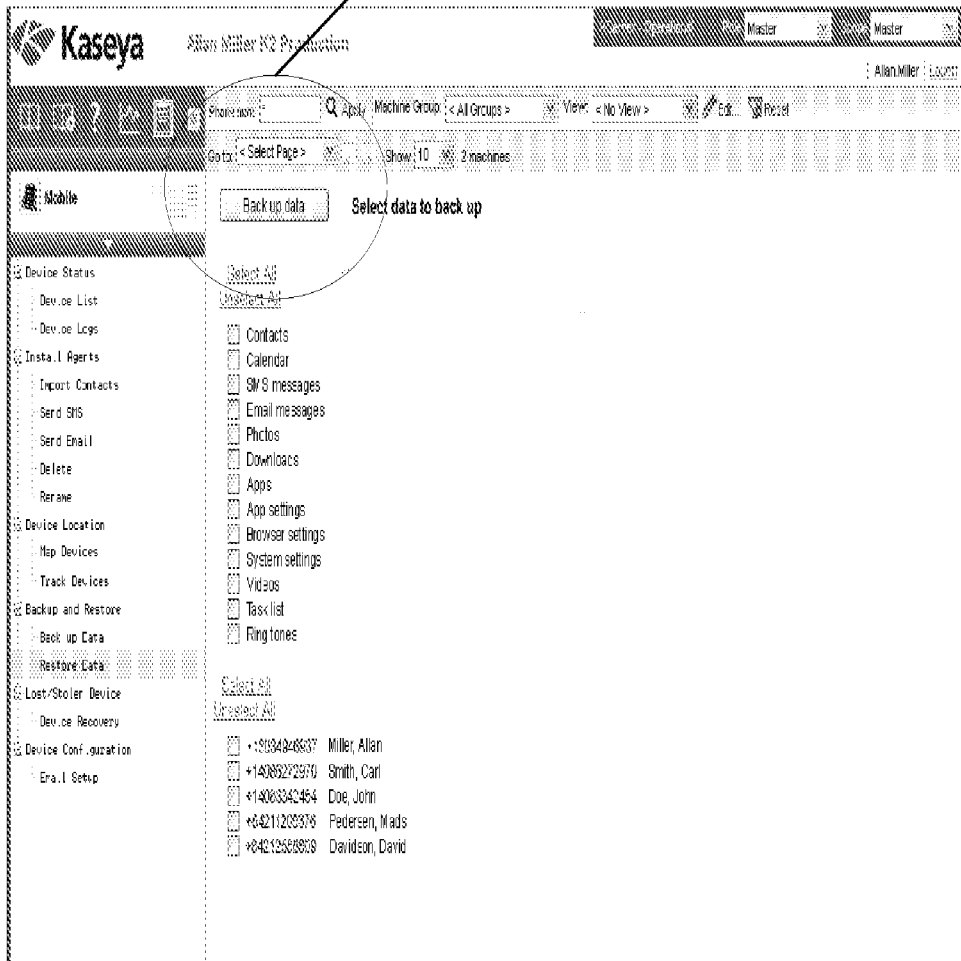 Kaseya
Allan Miller K2 Production
Master
Master
Allan.Miller
Apply Machine Group: < All Groups > View: < No View > Edit... Reset
Go to: < Select Page > Show 10 2 machines
Mobile
Back up data Select data to back up
Select All
Unselect All
Device Status
Device List
Device Logs
Install Agents
Import Contacts
Send SMS
Send Email
Delete
Rename
Device Location
Map Devices
Track Devices
Backup and Restore
Back up Data
Restore Data
Lost/Stolen Device
Device Recovery
Device Configuration
Email Setup
Contacts
Calendar
SMS messages
Email messages
Photos
Downloads
Apps
App settings
Browser settings
System settings
Videos
Task list
Ring tones
Select All
Unselect All
Miller, Allan
Smith, Carl
Doe, John
Pedersen, Mads
Davidson, David